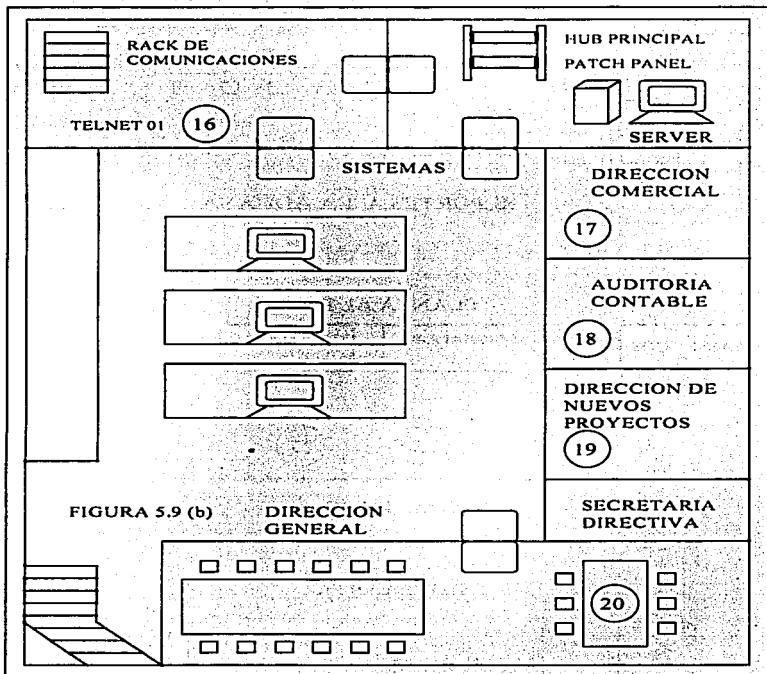 RACK DE
COMUNICACIONES
TELNET 01
16
HUB PRINCIPAL
PATCH PANEL
SERVER
SISTEMAS
DIRECCION
COMERCIAL
17
AUDITORIA
CONTABLE
18
DIRECCION DE
NUEVOS
PROYECTOS
19
SECRETARIA
DIRECTIVA
FIGURA 5.9 (b)
DIRECCION
GENERAL
20